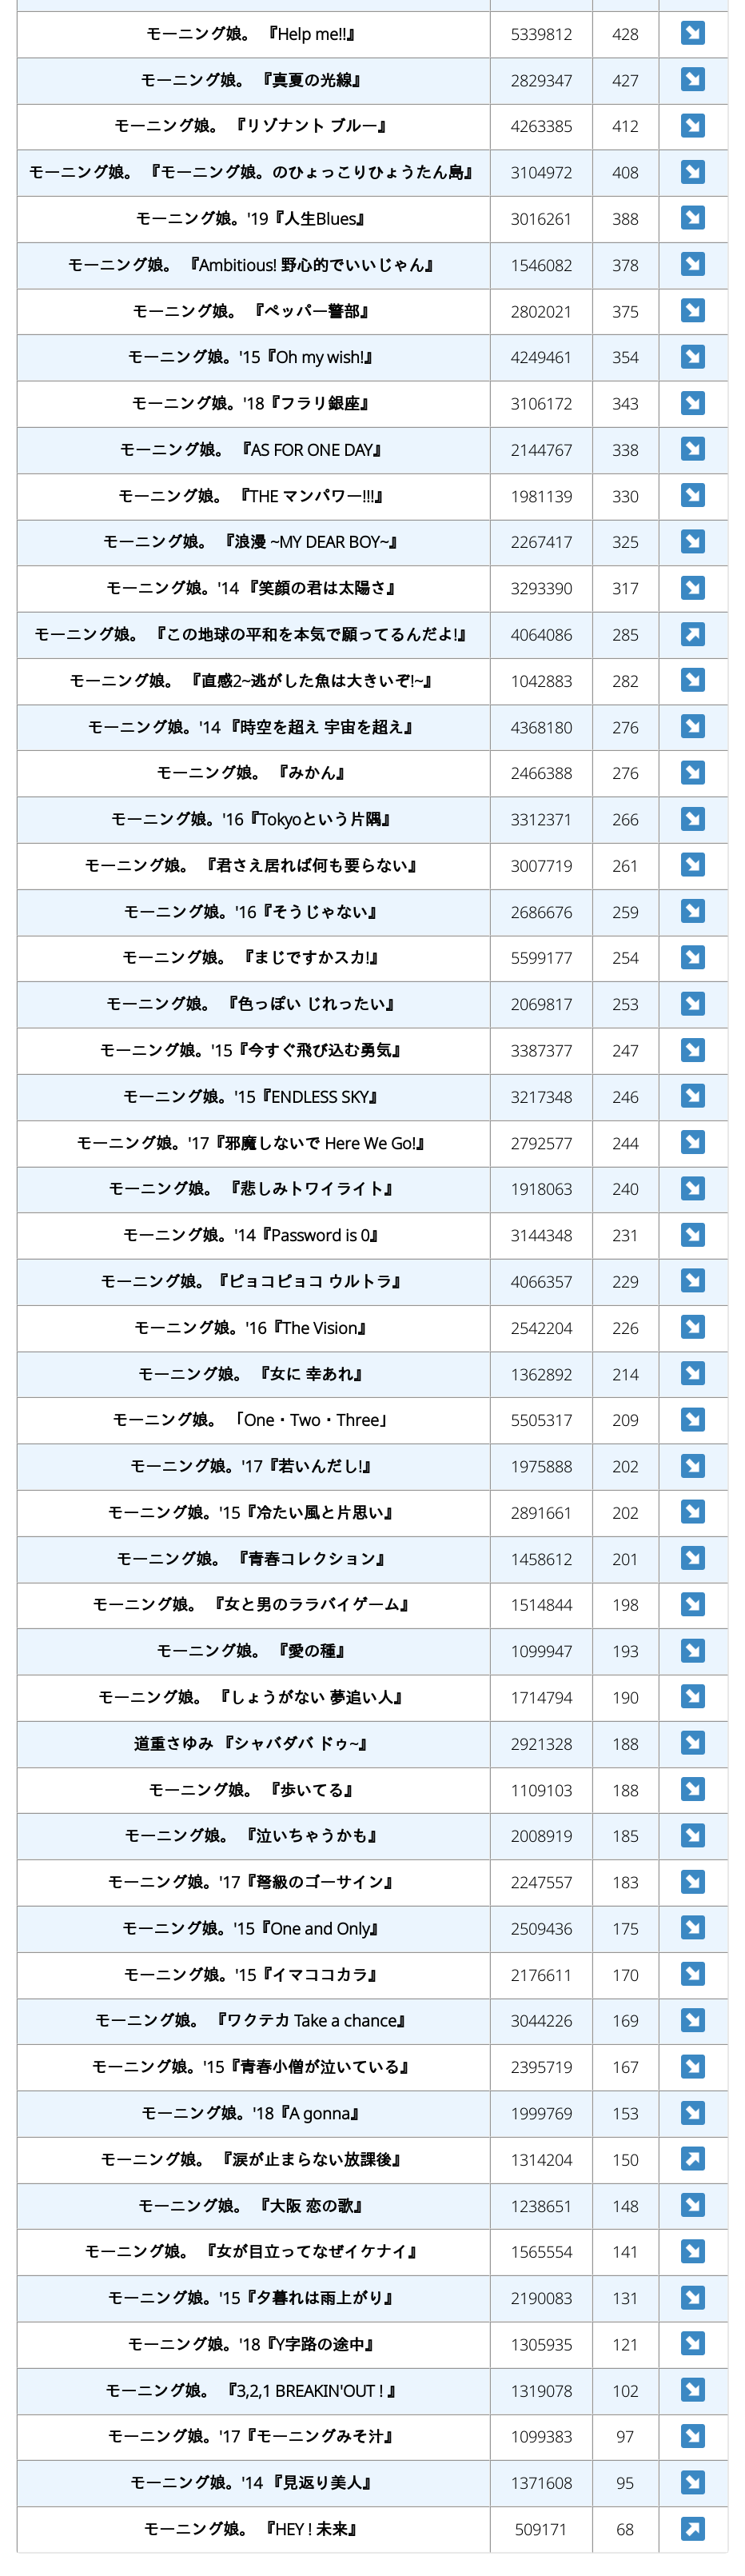 モーニング娘。 『Help me!!』 5339812 428 ↘
モーニング娘。 『真夏の光線』 2829347 427 ↘
モーニング娘。 『リゾナント ブルー』 4263385 412 ↘
モーニング娘。 『モーニング娘。のひょっこりひょうたん島』 3104972 408 ↘
モーニング娘。'19『人生Blues』 3016261 388 ↘
モーニング娘。 『Ambitious! 野心的でいいじゃん』 1546082 378 ↘
モーニング娘。 『ペッパー警部』 2802021 375 ↘
モーニング娘。'15『Oh my wish!』 4249461 354 ↘
モーニング娘。'18『フラリ銀座』 3106172 343 ↘
モーニング娘。 『AS FOR ONE DAY』 2144767 338 ↘
モーニング娘。 『THE マンパワー!!!』 1981139 330 ↘
モーニング娘。 『浪漫 ~MY DEAR BOY~』 2267417 325 ↘
モーニング娘。'14 『笑顔の君は太陽さ』 3293390 317 ↘
モーニング娘。 『この地球の平和を本気で願ってるんだよ!』 4064086 285 ↗
モーニング娘。 『直感2~逃がした魚は大きいぞ!~』 1042883 282 ↘
モーニング娘。'14 『時空を超え 宇宙を超え』 4368180 276 ↘
モーニング娘。 『みかん』 2466388 276 ↘
モーニング娘。'16『Tokyoという片隅』 3312371 266 ↘
モーニング娘。 『君さえ居れば何も要らない』 3007719 261 ↘
モーニング娘。'16『そうじゃない』 2686676 259 ↘
モーニング娘。 『まじですかスカ!』 5599177 254 ↘
モーニング娘。 『色っぽい じれったい』 2069817 253 ↘
モーニング娘。'15『今すぐ飛び込む勇気』 3387377 247 ↘
モーニング娘。'15『ENDLESS SKY』 3217348 246 ↘
モーニング娘。'17『邪魔しないで Here We Go!』 2792577 244 ↘
モーニング娘。 『悲しみトワイライト』 1918063 240 ↘
モーニング娘。'14『Password is 0』 3144348 231 ↘
モーニング娘。『ピョコピョコ ウルトラ』 4066357 229 ↘
モーニング娘。'16『The Vision』 2542204 226 ↘
モーニング娘。 『女に 幸あれ』 1362892 214 ↘
モーニング娘。 「One・Two・Three」 5505317 209 ↘
モーニング娘。'17『若いんだし!』 1975888 202 ↘
モーニング娘。'15『冷たい風と片思い』 2891661 202 ↘
モーニング娘。 『青春コレクション』 1458612 201 ↘
モーニング娘。 『女と男のララバイゲーム』 1514844 198 ↘
モーニング娘。 『愛の種』 1099947 193 ↘
モーニング娘。 『しょうがない 夢追い人』 1714794 190 ↘
道重さゆみ 『シャバダバ ドゥ~』 2921328 188 ↘
モーニング娘。 『歩いてる』 1109103 188 ↘
モーニング娘。 『泣いちゃうかも』 2008919 185 ↘
モーニング娘。'17『弩級のゴーサイン』 2247557 183 ↘
モーニング娘。'15『One and Only』 2509436 175 ↘
モーニング娘。'15『イマココカラ』 2176611 170 ↘
モーニング娘。 『ワクテカ Take a chance』 3044226 169 ↘
モーニング娘。'15『青春小僧が泣いている』 2395719 167 ↘
モーニング娘。'18『A gonna』 1999769 153 ↘
モーニング娘。 『涙が止まらない放課後』 1314204 150 ↗
モーニング娘。 『大阪 恋の歌』 1238651 148 ↘
モーニング娘。 『女が目立ってなぜイケナイ』 1565554 141 ↘
モーニング娘。'15『夕暮れは雨上がり』 2190083 131 ↘
モーニング娘。'18『Y字路の途中』 1305935 121 ↘
モーニング娘。 『3,2,1 BREAKIN'OUT ! 』 1319078 102 ↘
モーニング娘。'17『モーニングみそ汁』 1099383 97 ↘
モーニング娘。'14 『見返り美人』 1371608 95 ↘
モーニング娘。 『HEY ! 未来』 509171 68 ↗